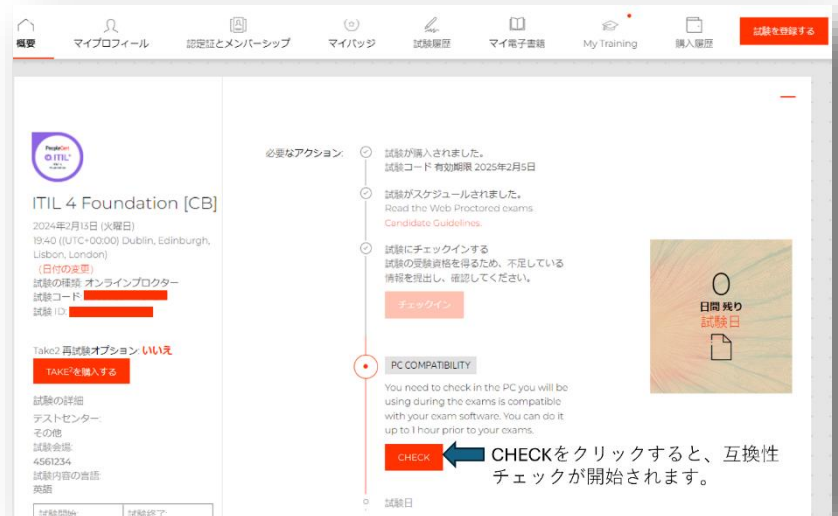 概要
マイプロフィール
認定証とメンバーシップ
マイバッジ
試験履歴
マイ電子書籍
My Training
購入履歴
試験を登録する
PeopleCert
ITIL
ITIL 4 Foundation [CB]
2024年2月13日 (火曜日)
19:40 ((UTC+00:00) Dublin, Edinburgh,
Lisbon, London)
(日付の変更)
試験の種類: オンラインプロクター
試験コード:
試験 ID:
Take2 再試験オプション: いいえ
TAKE²を購入する
試験の詳細
テストセンター:
その他
試験会場:
4561234
試験内容の言語:
英語
試験開始:
試験終了:
必要なアクション:
試験が購入されました。
試験コード 有効期限 2025年2月5日
試験がスケジュールされました。
Read the Web Proctored exams
Candidate Guidelines.
試験にチェックインする
試験の受験資格を得るため、不足している
情報を提出し、確認してください。
チェックイン
PC COMPATIBILITY
You need to check in the PC you will be
using during the exams is compatible
with your exam software. You can do it
up to 1 hour prior to your exams.
CHECK
CHECKをクリックすると、互換性
チェックが開始されます。
試験日
0
日間 残り
試験日